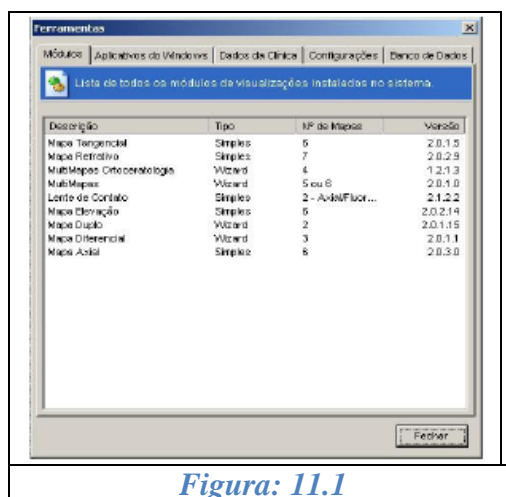 Ferramentas
Módulos Aplicativos do Windows Dados da Clínica Configurações Banco de Dados
Lista de todos os módulos de visualizações instalados no sistema.
Descrição Tipo Nº de Mapas Versão
Mapa Tangencial Simples 6 2.0.1.5
Mapa Refrativo Simples 7 2.0.2.9
MultiMapas Ortoceratologia Wizard 4 1.2.1.3
MultiMapas Wizard 5 ou 6 2.0.1.0
Lente de Contato Simples 2 - Axial/Fluor... 2.1.2.2
Mapa Elevação Simples 6 2.0.2.14
Mapa Duplo Wizard 2 2.0.1.15
Mapa Diferencial Wizard 3 2.0.1.1
Mapa Axial Simples 6 2.0.3.0
Fechar
Figura: 11.1